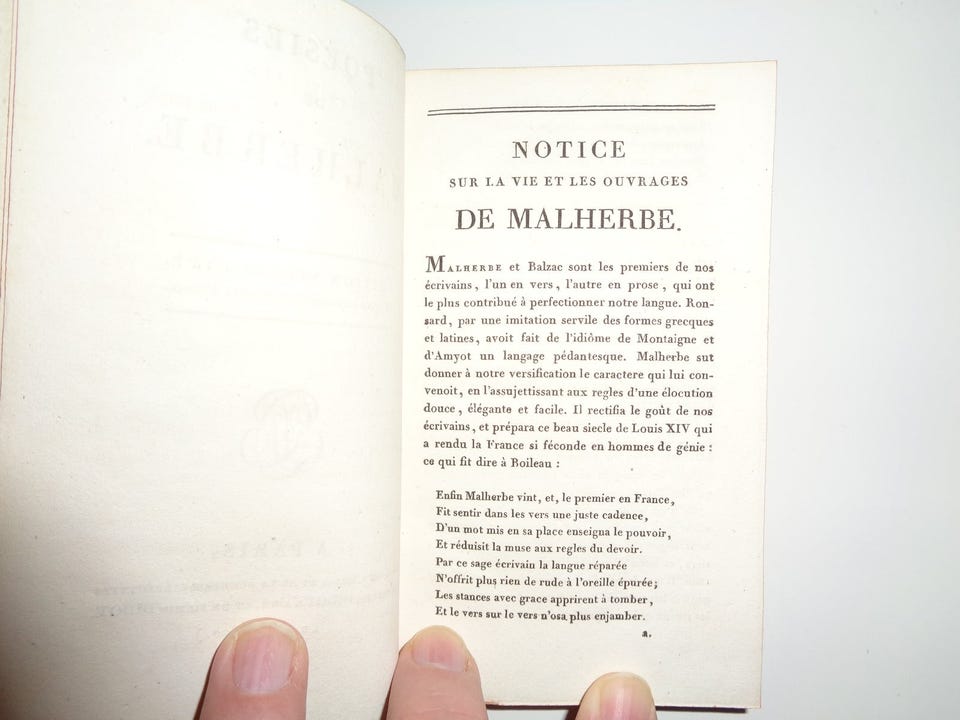 NOTICE
SUR LA VIE ET LES OUVRAGES
DE MALHERBE.
MALHERBE et Balzac sont les premiers de nos
écrivains, l'un en vers, l'autre en prose, qui ont
le plus contribué à perfectionner notre langue. Ron-
sard, par une imitation servile des formes grecques
et latines, avoit fait de l'idiôme de Montaigne et
d'Amyot un langage pédantesque. Malherbe sut
donner à notre versification le caractere qui lui con-
venoit, en l'assujettissant aux regles d'une élocution
douce, élégante et facile. Il rectifia le goût de nos
écrivains, et prépara ce beau siecle de Louis XIV qui
a rendu la France si féconde en hommes de génie :
ce qui fit dire à Boileau :
Enfin Malherbe vint, et, le premier en France,
Fit sentir dans les vers une juste cadence,
D'un mot mis en sa place enseigna le pouvoir,
Et réduisit la muse aux regles du devoir.
Par ce sage écrivain la langue réparée
N'offrit plus rien de rude à l'oreille épurée;
Les stances avec grace apprirent à tomber,
Et le vers sur le vers n'osa plus enjamber.
a.